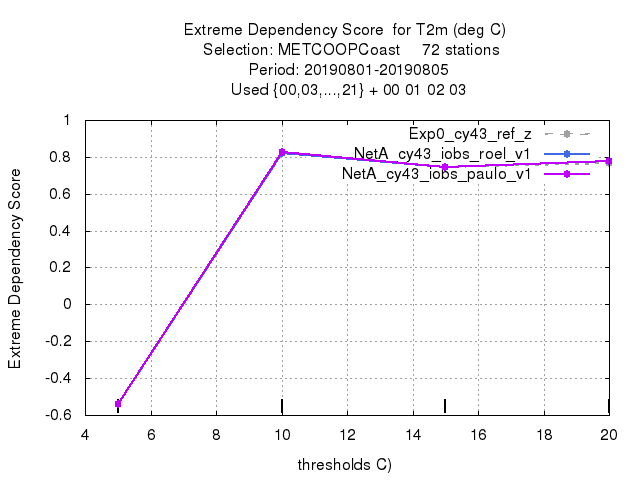 Extreme Dependency Score  for T2m (deg C)
Selection: METCOOPCoast     72 stations
Period: 20190801-20190805
Used {00,03,...,21} + 00 01 02 03
Exp0_cy43_ref_z
NetA_cy43_iobs_roel_v1
NetA_cy43_iobs_paulo_v1
Extreme Dependency Score
1
0.8
0.6
0.4
0.2
0
-0.2
-0.4
-0.6
4 6 8 10 12 14 16 18 20
thresholds C)